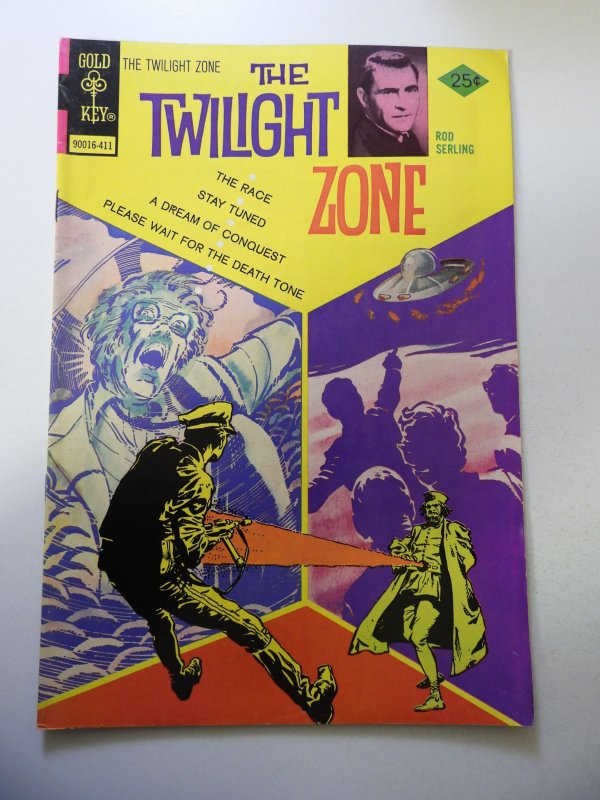 GOLD
KEY®
90016-411
THE TWILIGHT ZONE
THE
TWILIGHT
ZONE
25¢
ROD
SERLING
THE RACE
STAY TUNED
A DREAM OF CONQUEST
PLEASE WAIT FOR THE DEATH TONE